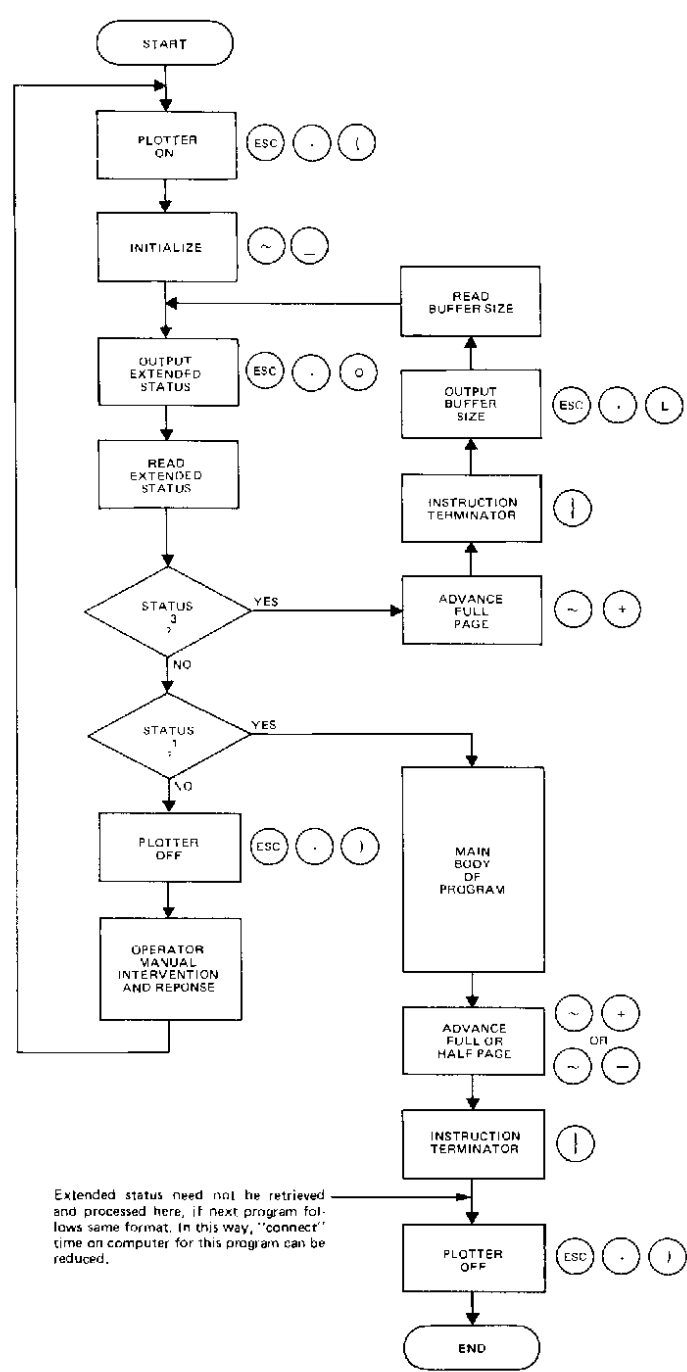 START
PLOTTER
ON
ESC . (
INITIALIZE
~ _
READ
BUFFER SIZE
OUTPUT
EXTENDED
STATUS
ESC . O
OUTPUT
BUFFER
SIZE
ESC . L
READ
EXTENDED
STATUS
INSTRUCTION
TERMINATOR
}
STATUS
3
?
YES
ADVANCE
FULL
PAGE
~ +
NO
STATUS
1
?
YES
NO
PLOTTER
OFF
ESC . )
MAIN
BODY
OF
PROGRAM
OPERATOR
MANUAL
INTERVENTION
AND REPONSE
ADVANCE
FULL OR
HALF PAGE
~ +
OR
~ —
INSTRUCTION
TERMINATOR
}
Extended status need not be retrieved
and processed here, if next program fol-
lows same format. In this way, "connect"
time on computer for this program can be
reduced.
PLOTTER
OFF
ESC . )
END